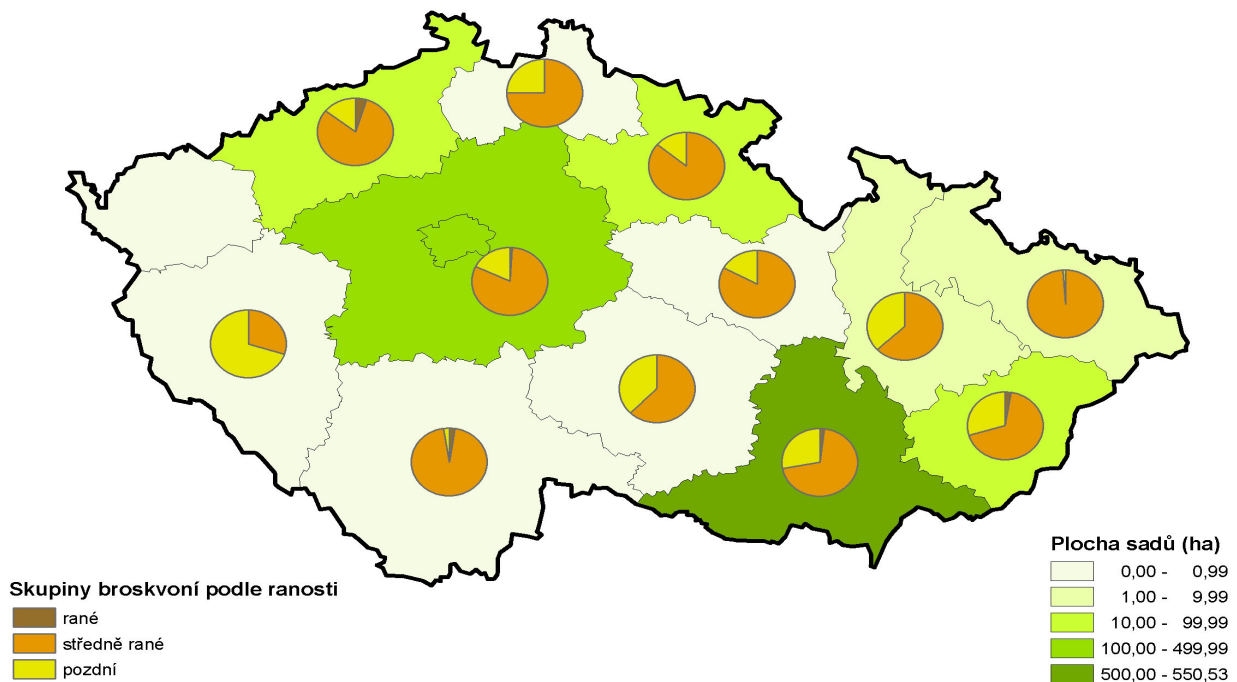 Skupiny broskvoní podle ranosti
rané
středně rané
pozdní
Plocha sadů (ha)
0,00 - 0,99
1,00 - 9,99
10,00 - 99,99
100,00 - 499,99
500,00 - 550,53